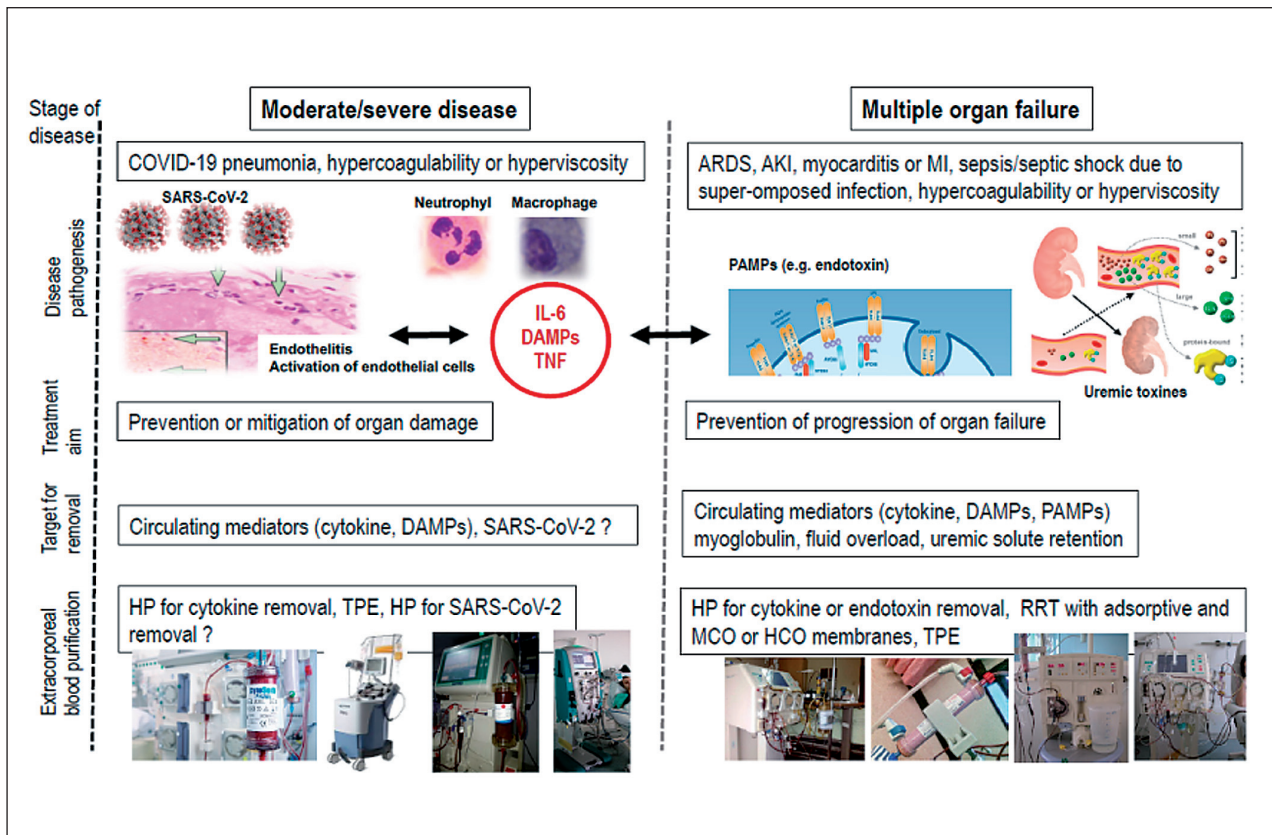 Stage of
disease
Moderate/severe disease
Multiple organ failure
COVID-19 pneumonia, hypercoagulability or hyperviscosity
ARDS, AKI, myocarditis or MI, sepsis/septic shock due to
super-omposed infection, hypercoagulability or hyperviscosity
Disease
pathogenesis
SARS-CoV-2
Neutrophyl
Macrophage
IL-6
DAMPs
TNF
Endothelitis
Activation of endothelial cells
PAMPs (e.g. endotoxin)
small
large
protein-bound
Uremic toxines
Treatment
aim
Prevention or mitigation of organ damage
Prevention of progression of organ failure
Target for
removal
Circulating mediators (cytokine, DAMPs), SARS-CoV-2 ?
Circulating mediators (cytokine, DAMPs, PAMPs)
myoglobulin, fluid overload, uremic solute retention
Extracorporeal
blood purification
HP for cytokine removal, TPE, HP for SARS-CoV-2
removal ?
HP for cytokine or endotoxin removal, RRT with adsorptive and
MCO or HCO membranes, TPE